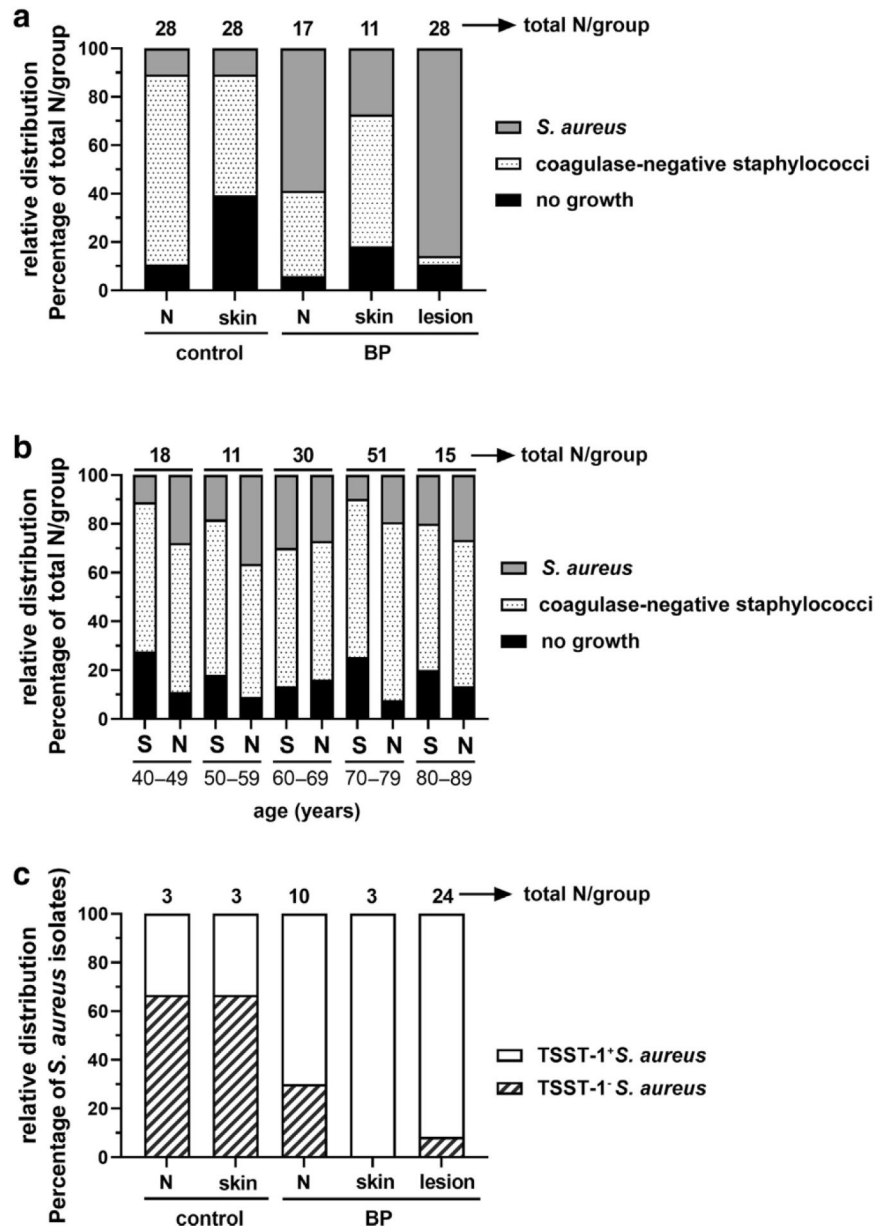 a
28 28 17 11 28 total N/group
relative distribution
Percentage of total N/group
100
80
60
40
20
0
S. aureus
coagulase-negative staphylococci
no growth
N skin N skin lesion
control BP
b
18 11 30 51 15 total N/group
relative distribution
Percentage of total N/group
100
80
60
40
20
0
S. aureus
coagulase-negative staphylococci
no growth
S N S N S N S N S N
40–49 50–59 60–69 70–79 80–89
age (years)
c
3 3 10 3 24 total N/group
relative distribution
Percentage of S. aureus isolates)
100
80
60
40
20
0
TSST-1⁺ S. aureus
TSST-1⁻ S. aureus
N skin N skin lesion
control BP